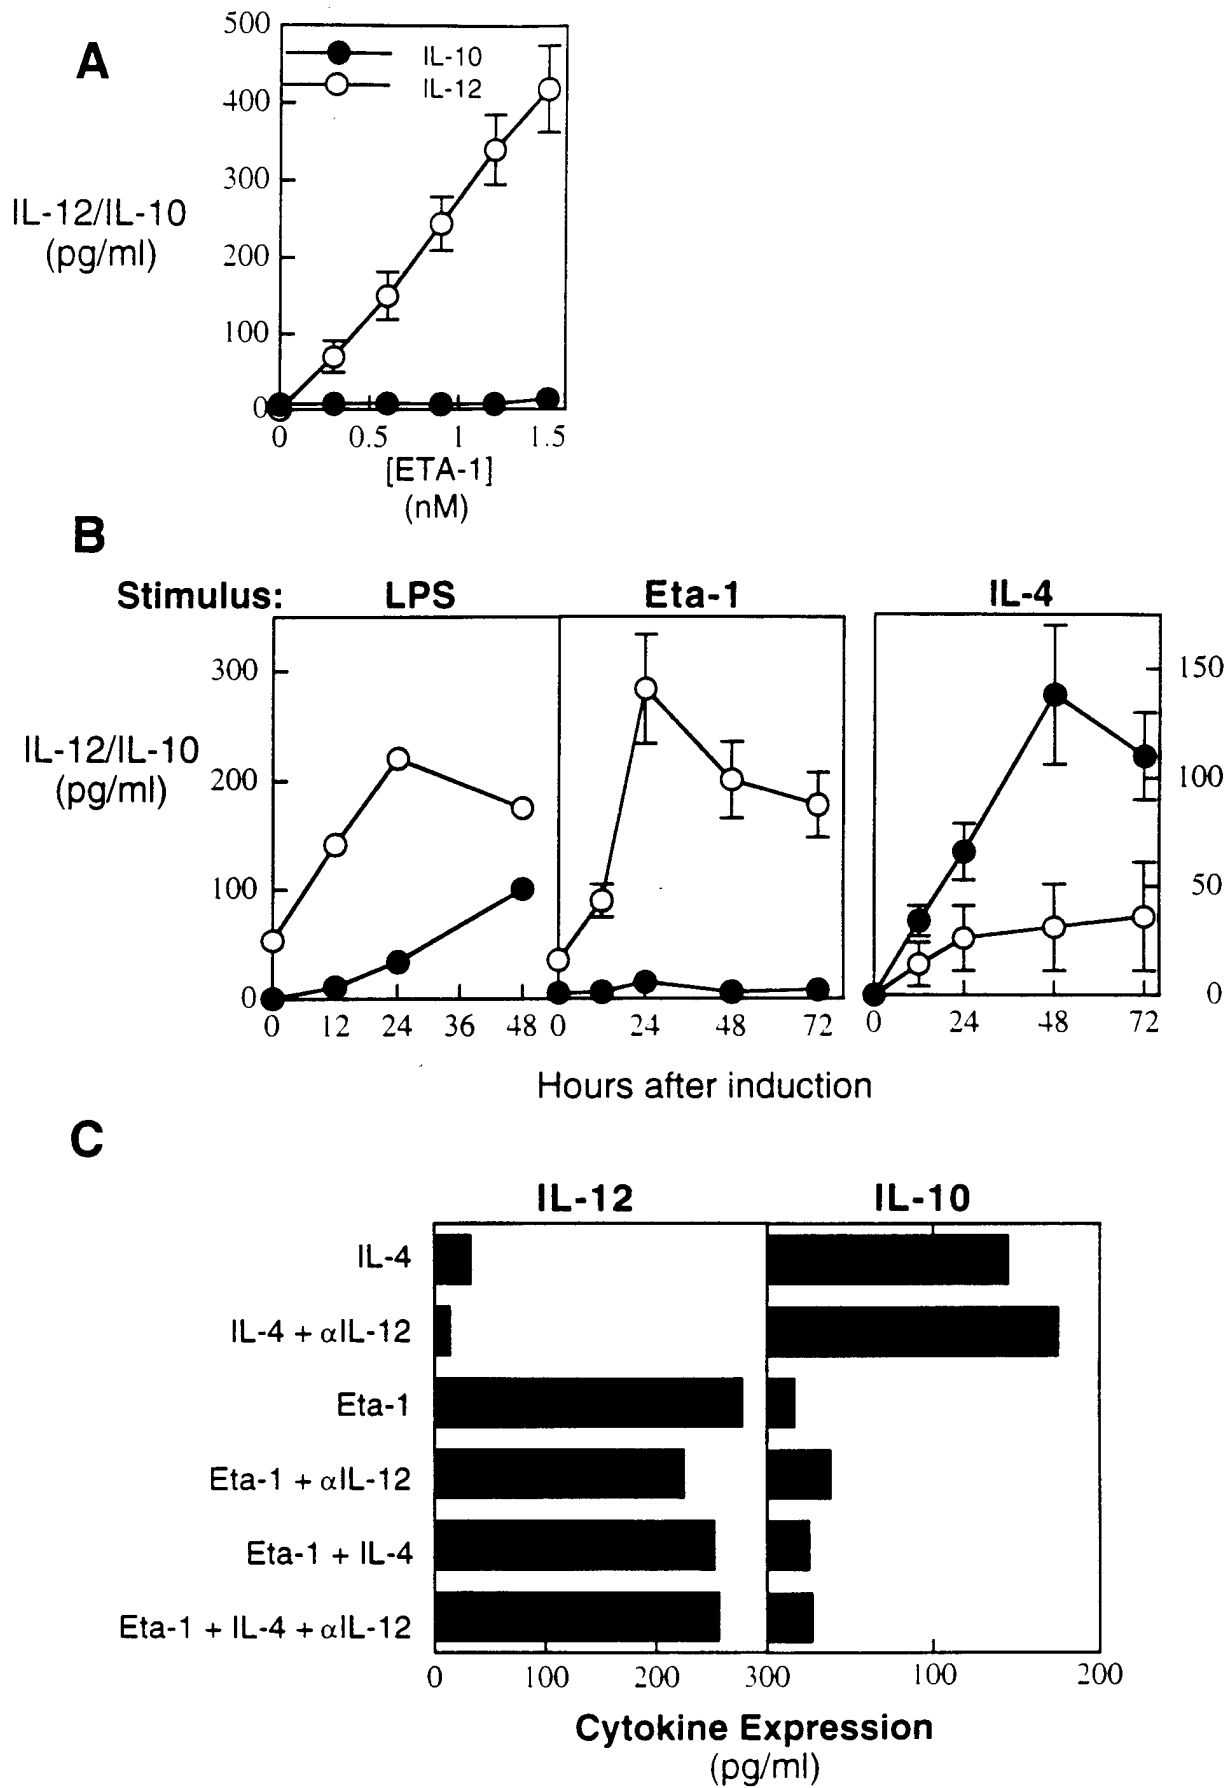 A
500
400
300
200
100
0
IL-10
IL-12
IL-12/IL-10
(pg/ml)
0 0.5 1 1.5
[ETA-1]
(nM)
B
Stimulus: LPS Eta-1 IL-4
300
200
100
0
IL-12/IL-10
(pg/ml)
150
100
50
0
0 12 24 36 48 0 24 48 72 0 24 48 72
Hours after induction
C
IL-12 IL-10
IL-4
IL-4 + αIL-12
Eta-1
Eta-1 + αIL-12
Eta-1 + IL-4
Eta-1 + IL-4 + αIL-12
0 100 200 300 100 200
Cytokine Expression
(pg/ml)